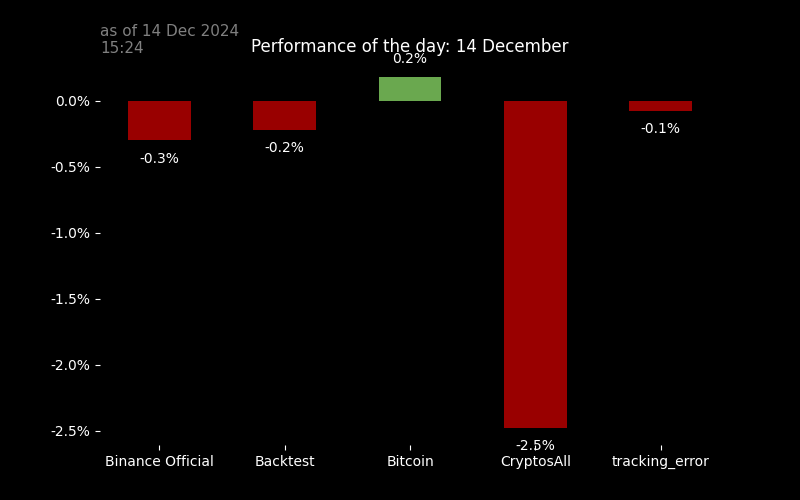 as of 14 Dec 2024
15:24
Performance of the day: 14 December
0.2%
0.0%
-0.3%
-0.2%
-0.1%
-0.5%
-1.0%
-1.5%
-2.0%
-2.5%
-2.5%
Binance Official
Backtest
Bitcoin
CryptosAll
tracking_error